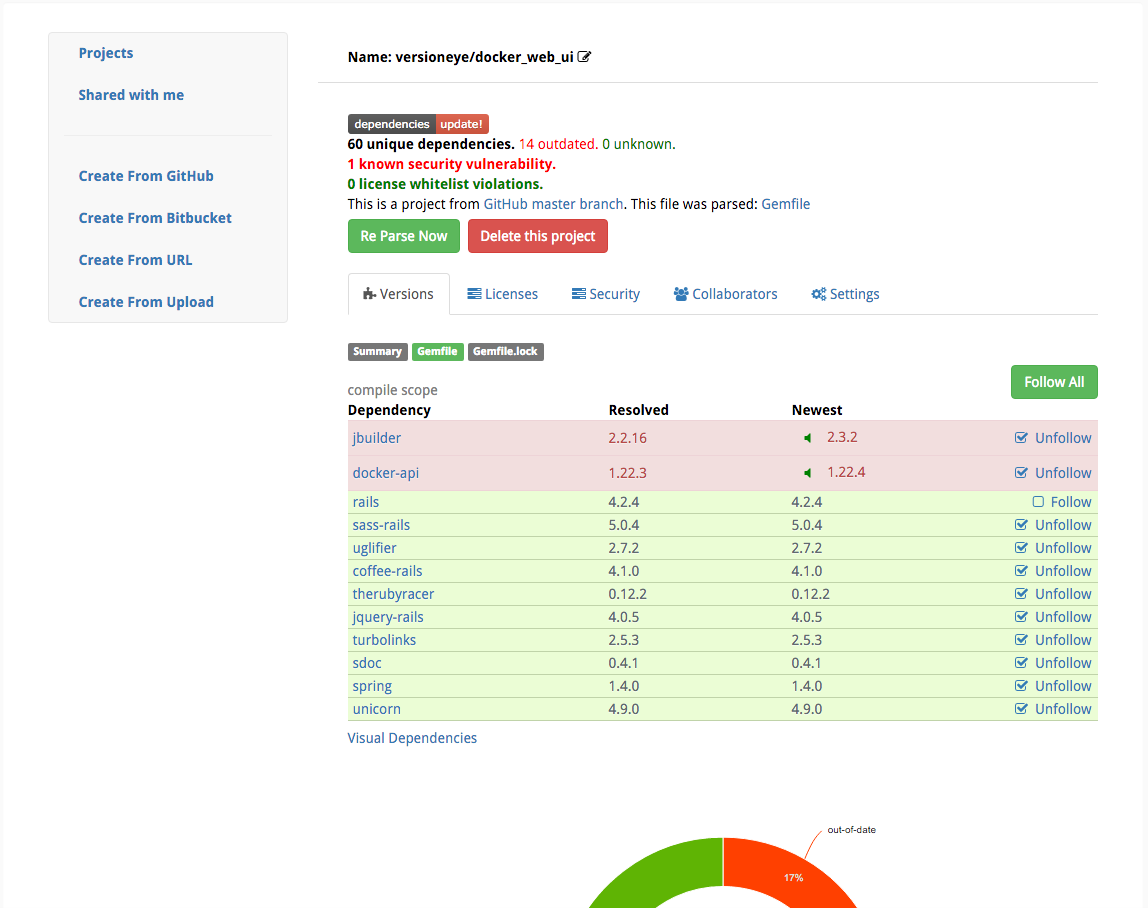 Projects
Shared with me
Create From GitHub
Create From Bitbucket
Create From URL
Create From Upload
Name: versioneye/docker_web_ui
dependencies update!
60 unique dependencies. 14 outdated. 0 unknown.
1 known security vulnerability.
0 license whitelist violations.
This is a project from GitHub master branch. This file was parsed: Gemfile
Re Parse Now Delete this project
Versions Licenses Security Collaborators Settings
Summary Gemfile Gemfile.lock
Follow All
compile scope
Dependency Resolved Newest
jbuilder 2.2.16 2.3.2 Unfollow
docker-api 1.22.3 1.22.4 Unfollow
rails 4.2.4 4.2.4 Follow
sass-rails 5.0.4 5.0.4 Unfollow
uglifier 2.7.2 2.7.2 Unfollow
coffee-rails 4.1.0 4.1.0 Unfollow
therubyracer 0.12.2 0.12.2 Unfollow
jquery-rails 4.0.5 4.0.5 Unfollow
turbolinks 2.5.3 2.5.3 Unfollow
sdoc 0.4.1 0.4.1 Unfollow
spring 1.4.0 1.4.0 Unfollow
unicorn 4.9.0 4.9.0 Unfollow
Visual Dependencies
out-of-date
17%